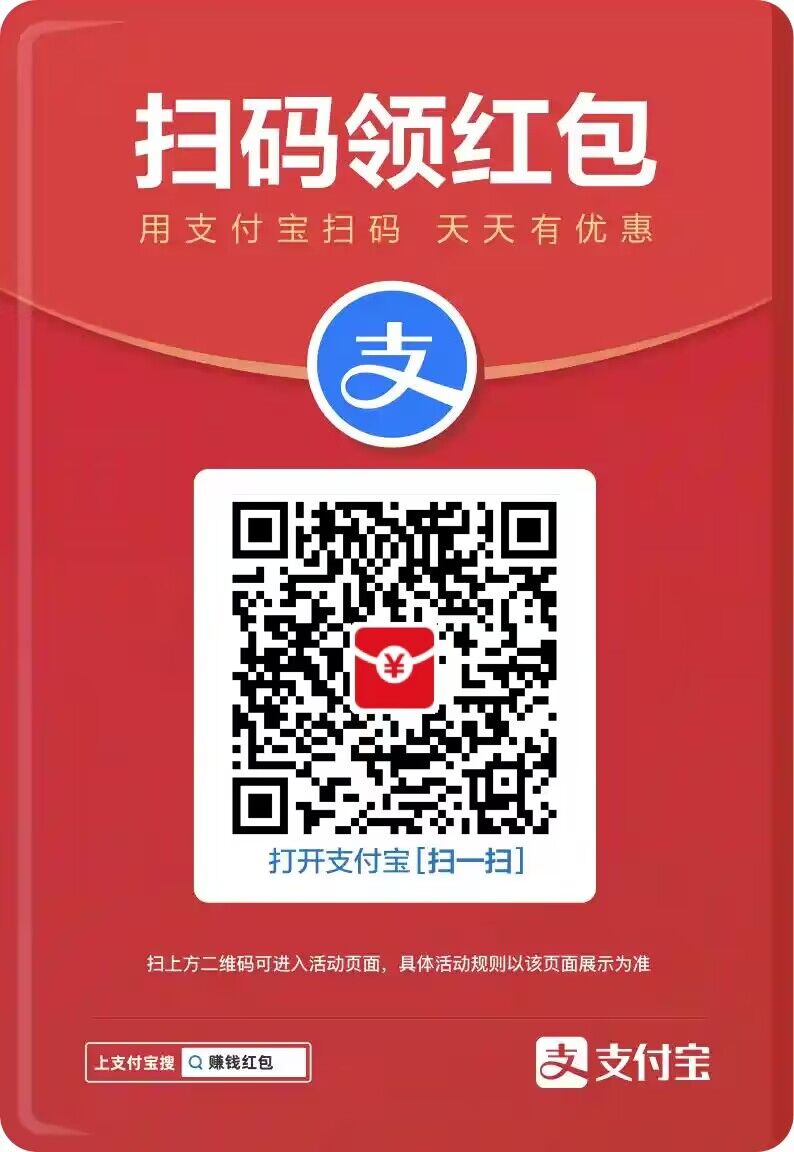 扫码领红包
用支付宝扫码 天天有优惠
支
¥
打开支付宝[扫一扫]
扫上方二维码可进入活动页面，具体活动规则以该页面展示为准
上支付宝搜 赚钱红包
支 支付宝